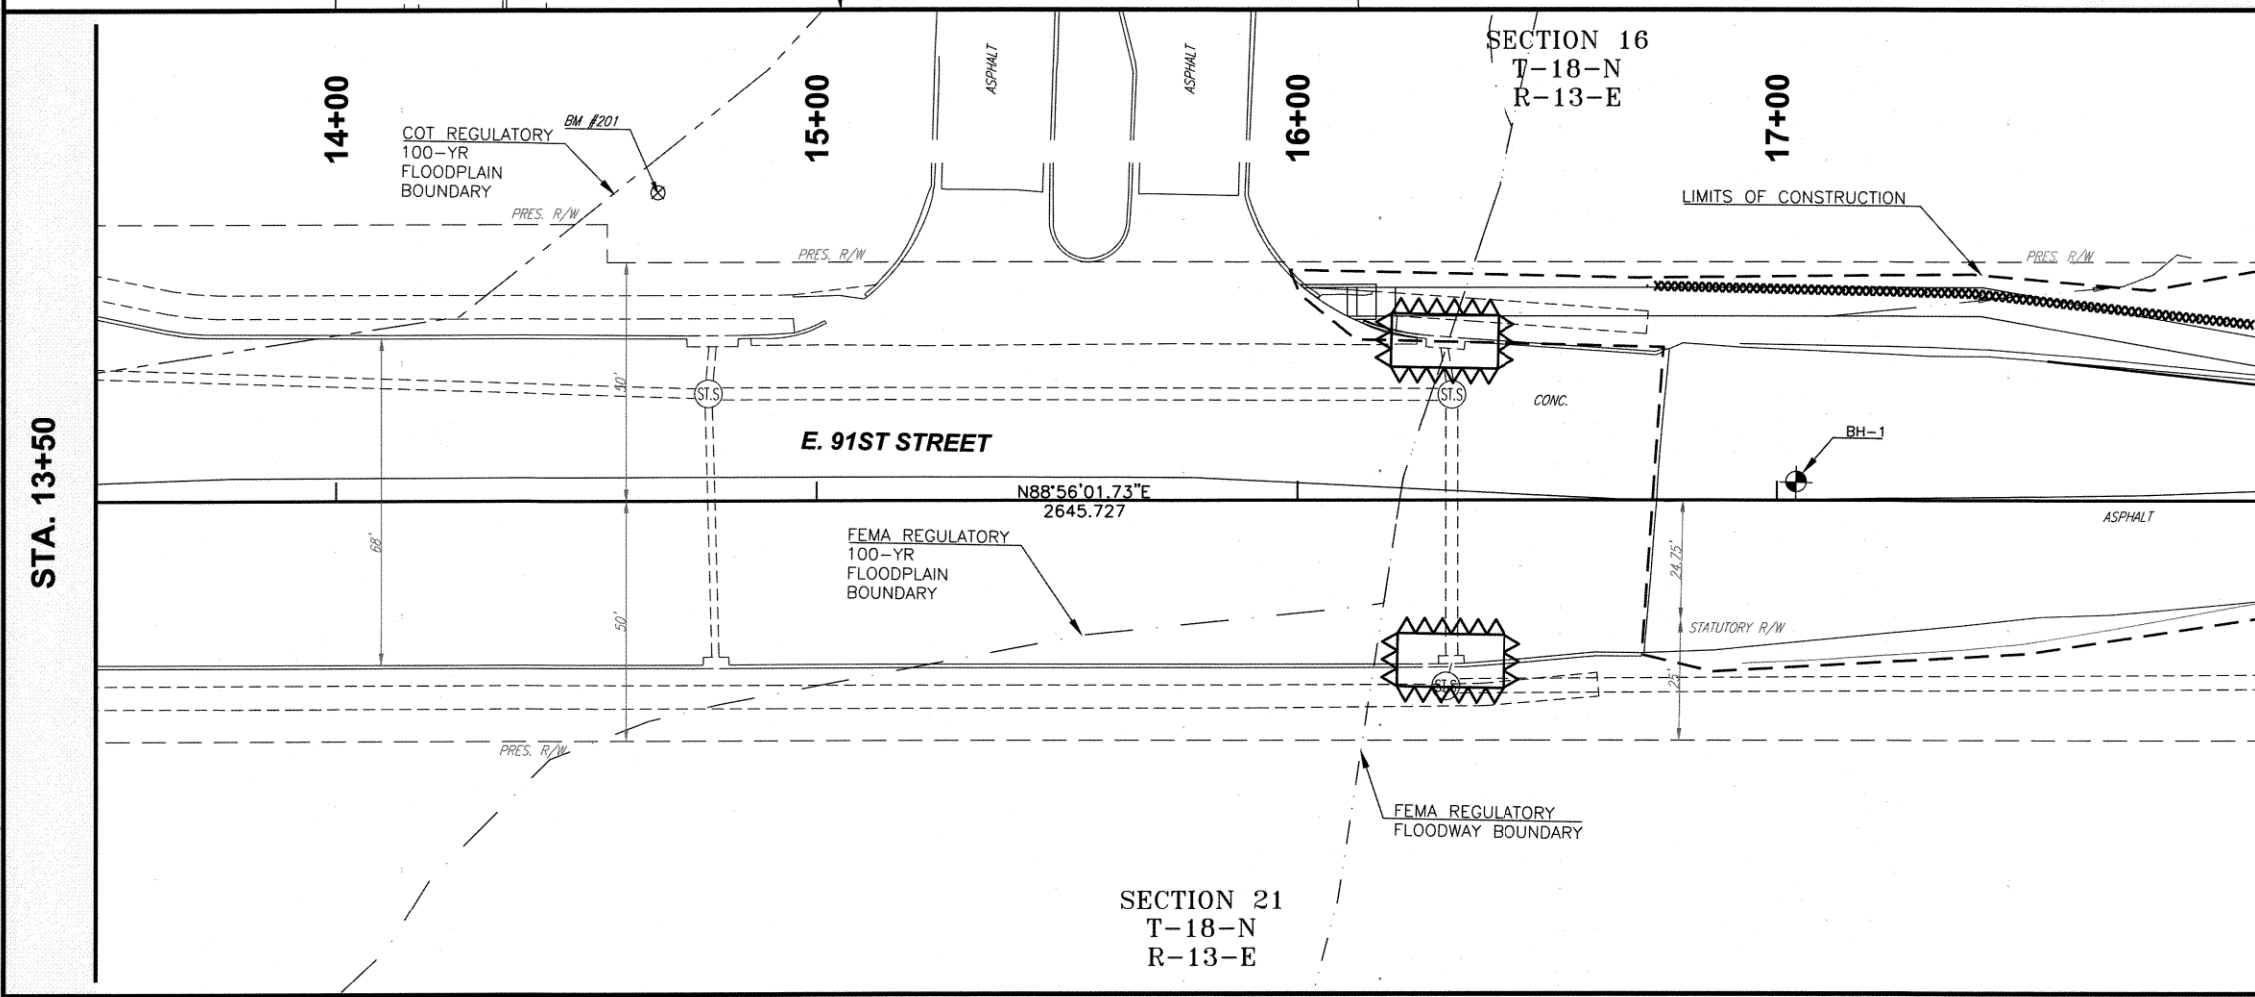 SECTION 16
T-18-N
R-13-E
ASPHALT
ASPHALT
14+00
15+00
16+00
17+00
BM #201
COT REGULATORY
100-YR
FLOODPLAIN
BOUNDARY
LIMITS OF CONSTRUCTION
PRES. R/W
PRES. R/W
PRES. R/W
50'
ST.S
ST.S
CONC.
BH-1
E. 91ST STREET
STA. 13+50
N88°56'01.73"E
2645.727
ASPHALT
68'
FEMA REGULATORY
100-YR
FLOODPLAIN
BOUNDARY
24.75'
50'
STATUTORY R/W
25'
ST.S
PRES. R/W
FEMA REGULATORY
FLOODWAY BOUNDARY
SECTION 21
T-18-N
R-13-E